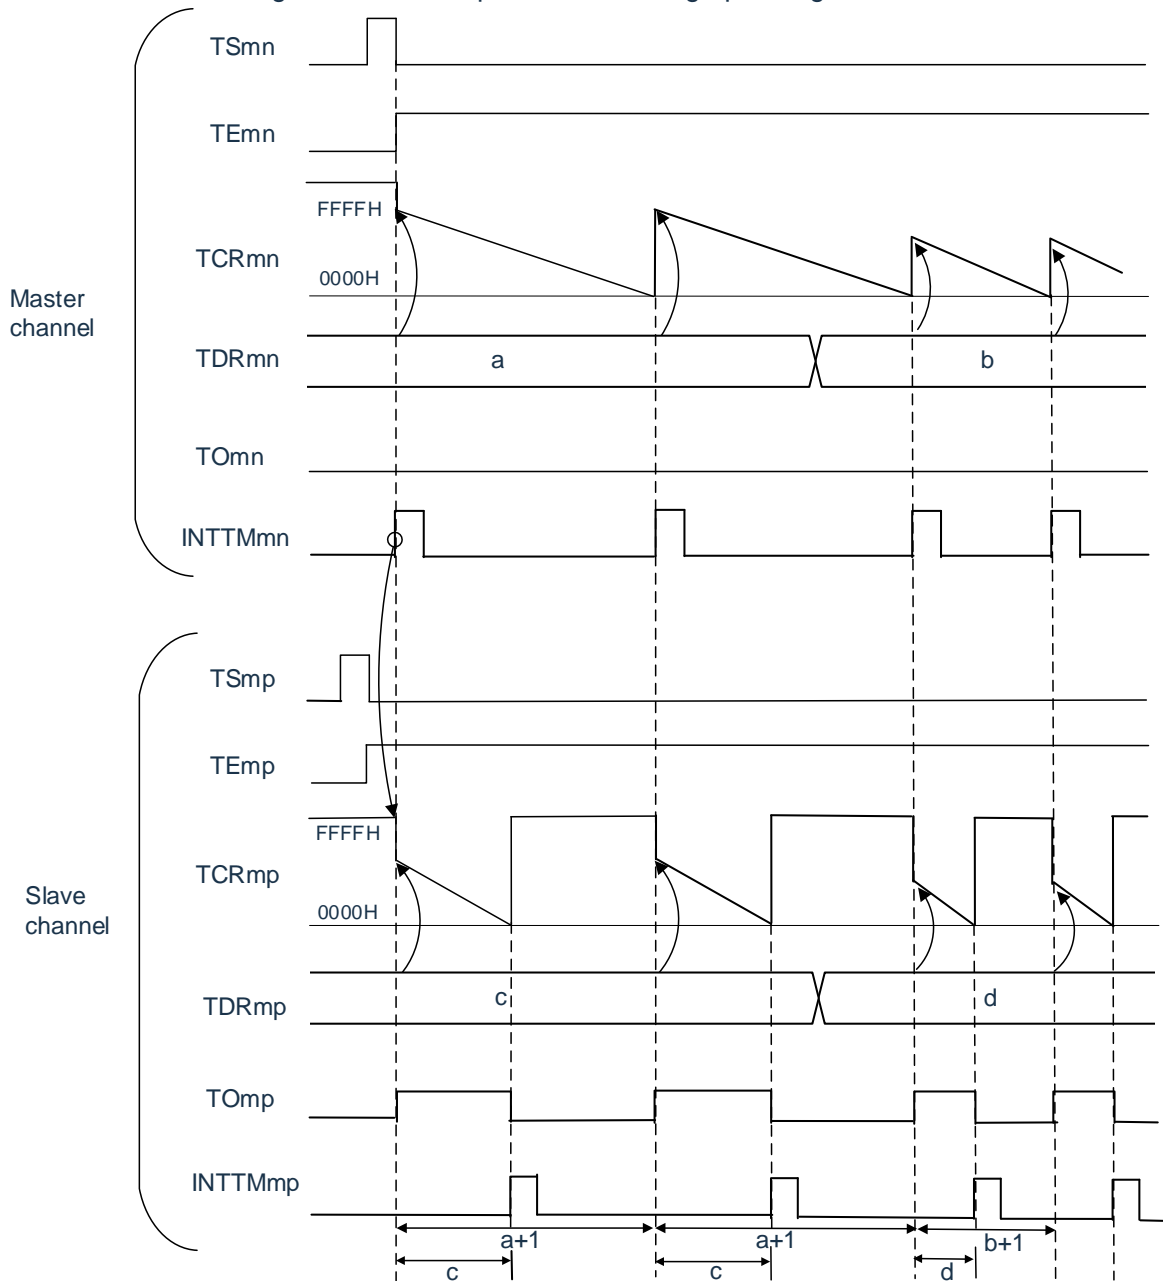 TSmn
TEmn
FFFFH
TCRmn
0000H
Master
channel
TDRmn
a
b
TOmn
INTTMmn
TSmp
TEmp
FFFFH
TCRmp
0000H
Slave
channel
TDRmp
c
d
TOmp
INTTMmp
a+1
a+1
b+1
c
c
d